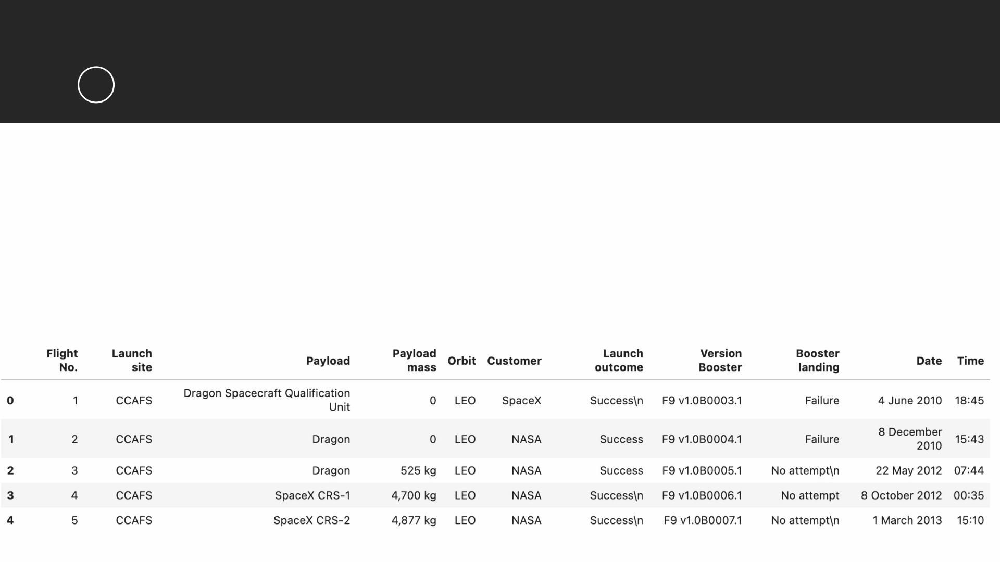 Flight No. Launch site Payload Payload mass Orbit Customer Launch outcome Version Booster Booster landing Date Time
0 1 CCAFS Dragon Spacecraft Qualification Unit 0 LEO SpaceX Success\n F9 v1.0B0003.1 Failure 4 June 2010 18:45
1 2 CCAFS Dragon 0 LEO NASA Success F9 v1.0B0004.1 Failure 8 December 2010 15:43
2 3 CCAFS Dragon 525 kg LEO NASA Success F9 v1.0B0005.1 No attempt\n 22 May 2012 07:44
3 4 CCAFS SpaceX CRS-1 4,700 kg LEO NASA Success\n F9 v1.0B0006.1 No attempt 8 October 2012 00:35
4 5 CCAFS SpaceX CRS-2 4,877 kg LEO NASA Success\n F9 v1.0B0007.1 No attempt\n 1 March 2013 15:10